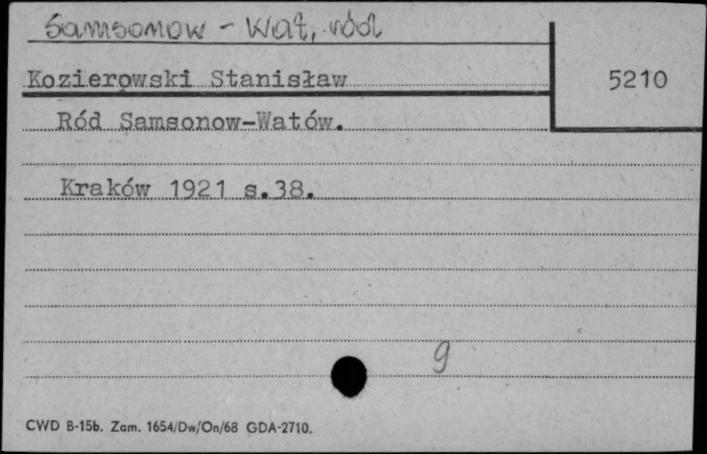 Samsonow - Wat, ród
Kozierowski Stanisław
5210
Ród Samsonow-Watów.
Kraków 1921 s.38.
9
CWD B-15b. Zam. 1654/Dw/On/68 GDA-2710.